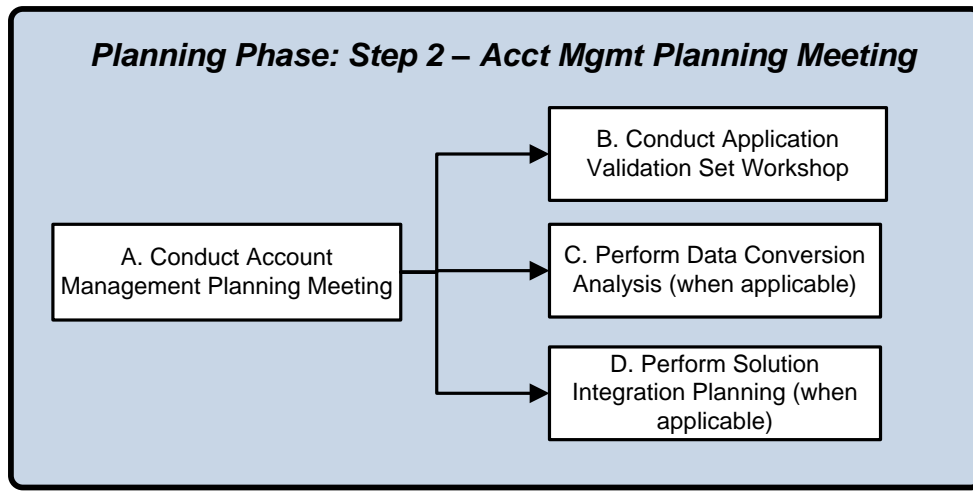 Planning Phase: Step 2 – Acct Mgmt Planning Meeting
A. Conduct Account
Management Planning Meeting
B. Conduct Application
Validation Set Workshop
C. Perform Data Conversion
Analysis (when applicable)
D. Perform Solution
Integration Planning (when
applicable)